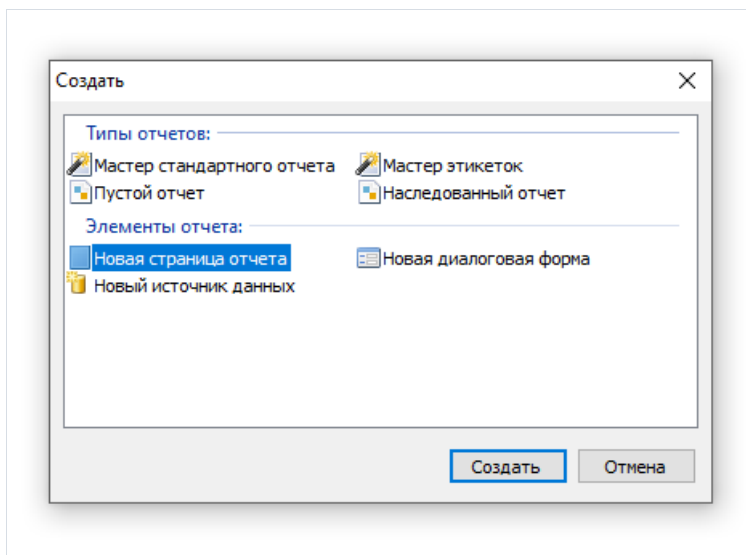 Создать
Типы отчетов:
Мастер стандартного отчета Мастер этикеток
Пустой отчет Наследованный отчет
Элементы отчета:
Новая страница отчета Новая диалоговая форма
Новый источник данных
Создать Отмена